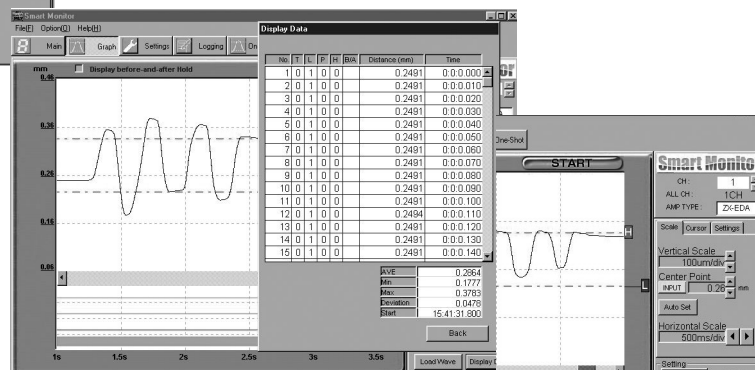 Smart Monitor
File(F) Option(O) Help(H)
Main Graph Settings Logging On
mm
Display before-and-after Hold
0.46
0.36
0.26
0.16
0.06
1s 1.5s 2s 2.5s 3s 3.5s
Display Data
No. T L P H B/A Distance (mm) Time
1 0 1 0 0 0.2491 0:0:0.000
2 0 1 0 0 0.2491 0:0:0.010
3 0 1 0 0 0.2491 0:0:0.020
4 0 1 0 0 0.2491 0:0:0.030
5 0 1 0 0 0.2491 0:0:0.040
6 0 1 0 0 0.2491 0:0:0.050
7 0 1 0 0 0.2491 0:0:0.060
8 0 1 0 0 0.2491 0:0:0.070
9 0 1 0 0 0.2491 0:0:0.080
10 0 1 0 0 0.2491 0:0:0.090
11 0 1 0 0 0.2491 0:0:0.100
12 0 1 0 0 0.2494 0:0:0.110
13 0 1 0 0 0.2491 0:0:0.120
14 0 1 0 0 0.2491 0:0:0.130
15 0 1 0 0 0.2491 0:0:0.140
AVE 0.2864
Min 0.1777
Max 0.3783
Deviation 0.0478
Start 15:41:31.800
Back
Load Wave Display
or
One-Shot
START
H
L
Smart Monito
CH : 1
ALL CH : 1CH
AMP TYPE : ZX-EDA
Scale Cursor Settings
Vertical Scale
100um/div
Center Point
INPUT 0.26 mm
Auto Set
Horizontal Scale
500ms/div
Setting